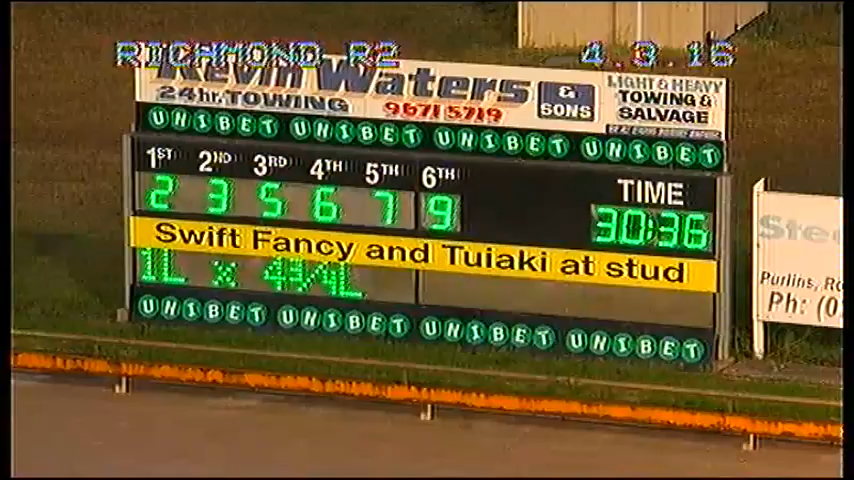 RICHMOND R2 4.3.16
Kevin Waters & SONS
24hr. TOWING 9671 5719
LIGHT & HEAVY
TOWING &
SALVAGE
UNIBET UNIBET UNIBET UNIBET
1ST 2ND 3RD 4TH 5TH 6TH TIME
2 3 5 6 7 9 30:36
Swift Fancy and Tuiaki at stud
1L x 43/4L
UNIBET UNIBET UNIBET UNIBET
Purlins, Ro
Ph: (0